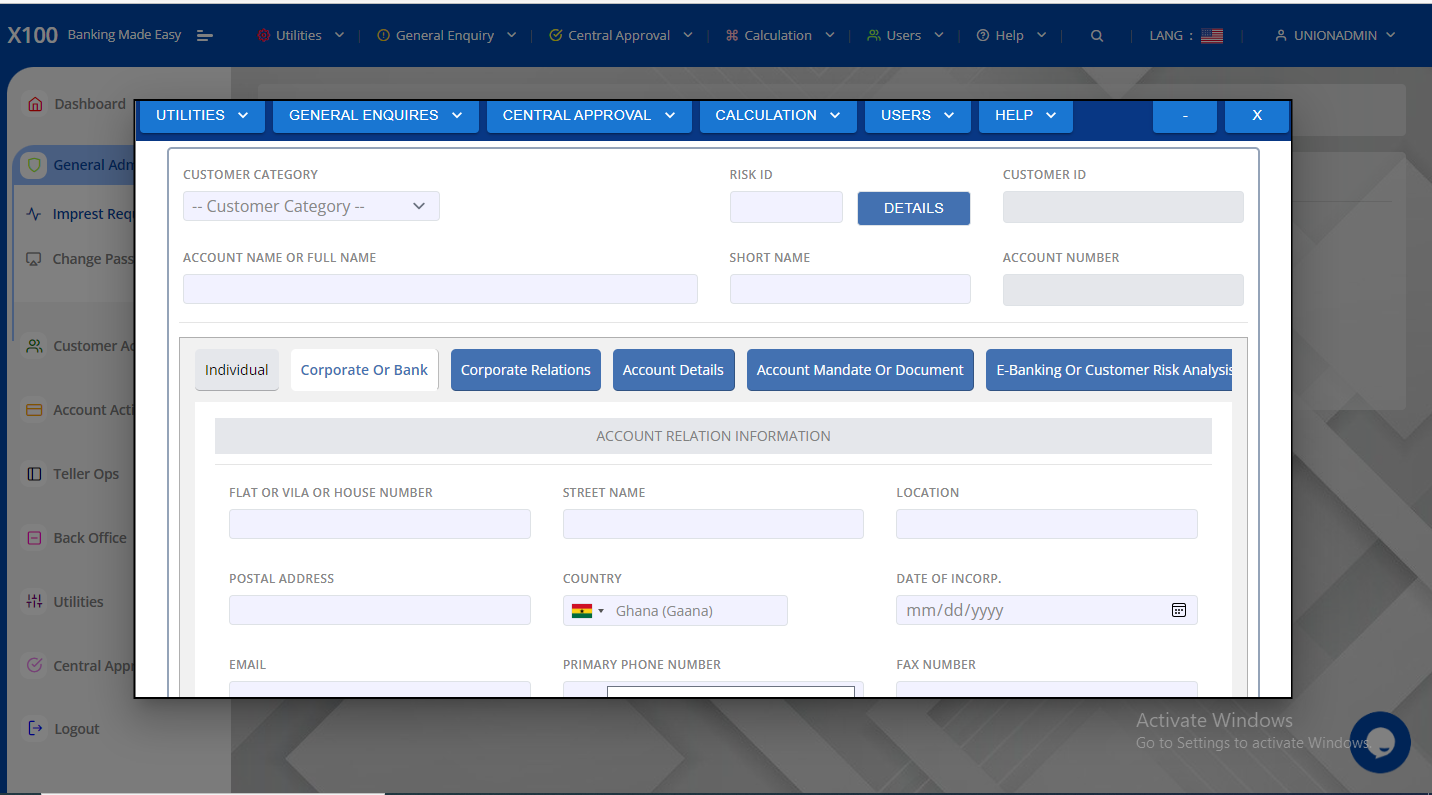 X100 Banking Made Easy Utilities General Enquiry Central Approval Calculation Users Help LANG : UNIONADMIN
Dashboard
General Adm
Imprest Requ
Change Pass
Customer Ac
Account Acti
Teller Ops
Back Office
Utilities
Central Appr
Logout
UTILITIES GENERAL ENQUIRES CENTRAL APPROVAL CALCULATION USERS HELP - X
CUSTOMER CATEGORY RISK ID CUSTOMER ID
-- Customer Category -- DETAILS
ACCOUNT NAME OR FULL NAME SHORT NAME ACCOUNT NUMBER
Individual Corporate Or Bank Corporate Relations Account Details Account Mandate Or Document E-Banking Or Customer Risk Analysis
ACCOUNT RELATION INFORMATION
FLAT OR VILA OR HOUSE NUMBER STREET NAME LOCATION
POSTAL ADDRESS COUNTRY DATE OF INCORP.
Ghana (Gaana) mm/dd/yyyy
EMAIL PRIMARY PHONE NUMBER FAX NUMBER
Activate Windows
Go to Settings to activate Windows.